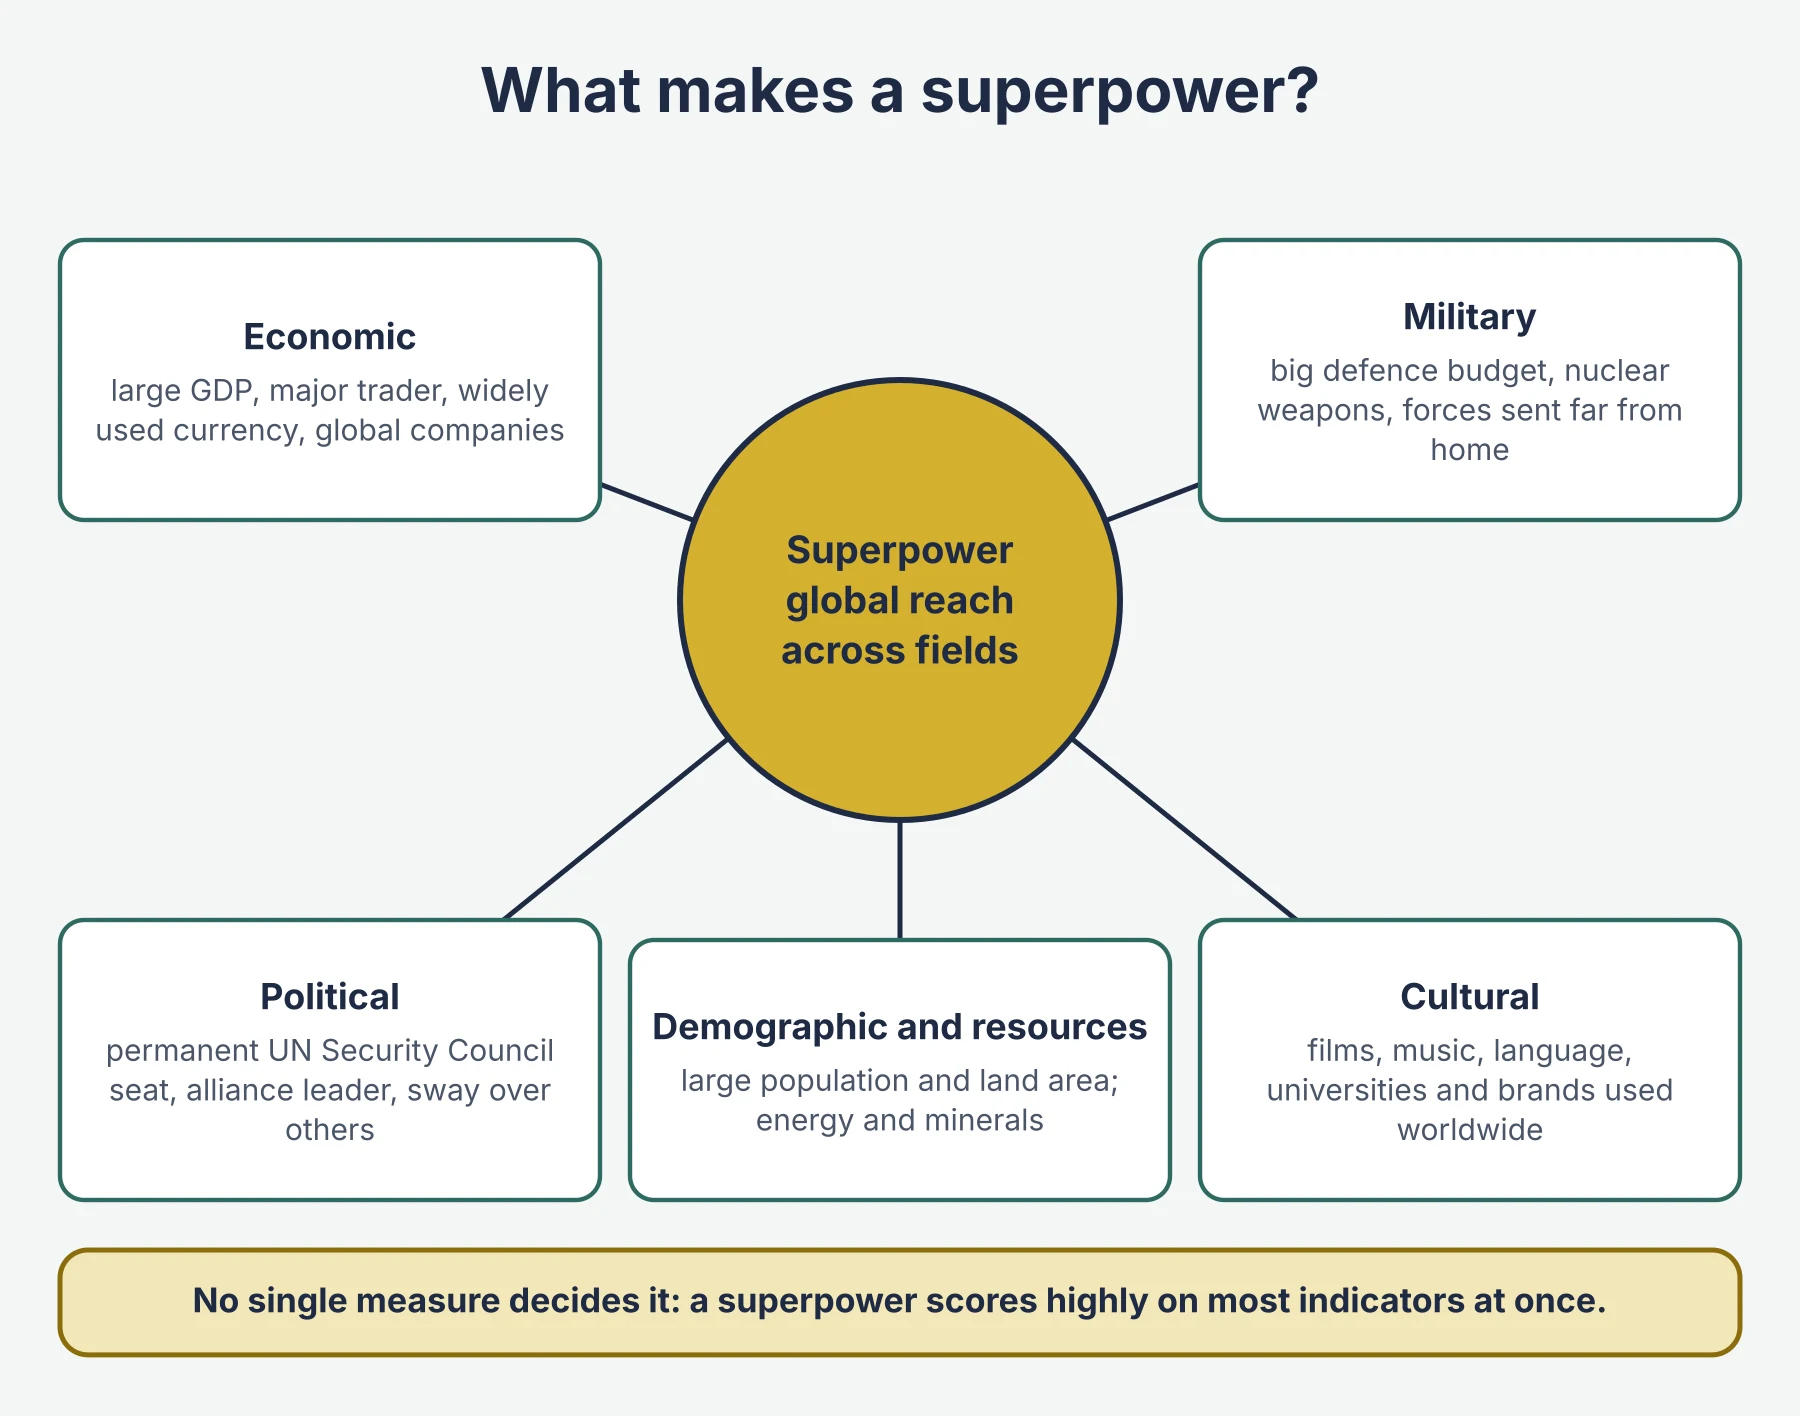 What makes a superpower?
Economic
large GDP, major trader, widely
used currency, global companies
Military
big defence budget, nuclear
weapons, forces sent far from
home
Superpower
global reach
across fields
Political
permanent UN Security Council
seat, alliance leader, sway over
others
Demographic and resources
large population and land area;
energy and minerals
Cultural
films, music, language,
universities and brands used
worldwide
No single measure decides it: a superpower scores highly on most indicators at once.